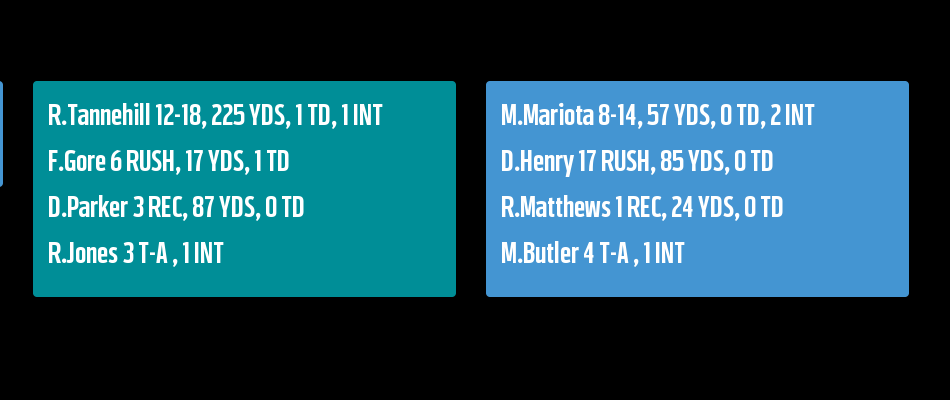 R.Tannehill 12-18, 225 YDS, 1 TD, 1 INT
F.Gore 6 RUSH, 17 YDS, 1 TD
D.Parker 3 REC, 87 YDS, 0 TD
R.Jones 3 T-A , 1 INT
M.Mariota 8-14, 57 YDS, 0 TD, 2 INT
D.Henry 17 RUSH, 85 YDS, 0 TD
R.Matthews 1 REC, 24 YDS, 0 TD
M.Butler 4 T-A , 1 INT